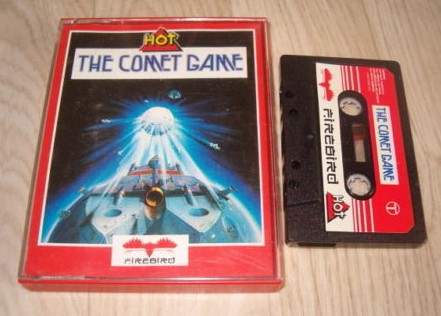 HOT
THE COMET GAME
FIREBIRD
THE COMET GAME
FIREBIRD
HOT
T